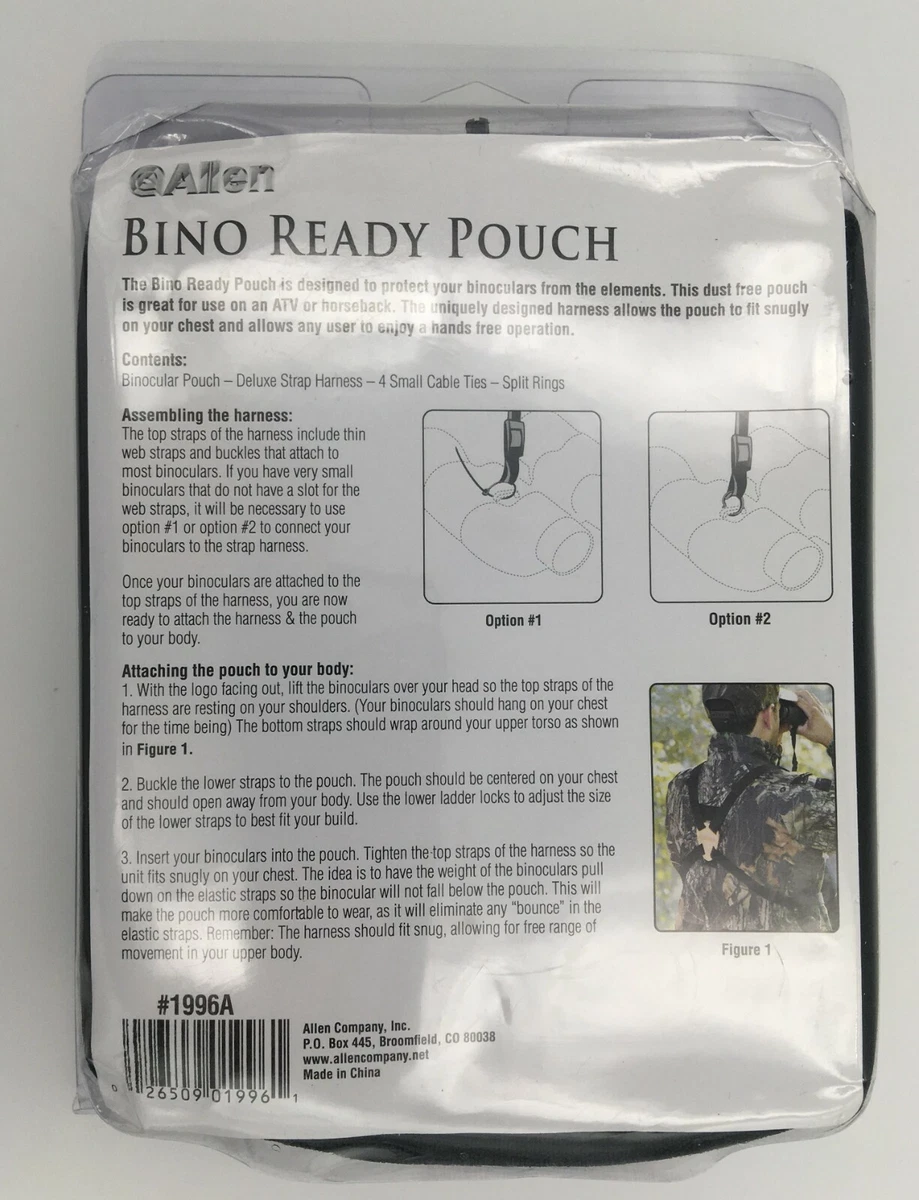 Allen
BINO READY POUCH
The Bino Ready Pouch is designed to protect your binoculars from the elements. This dust free pouch
is great for use on an ATV or horseback. The uniquely designed harness allows the pouch to fit snugly
on your chest and allows any user to enjoy a hands free operation.
Contents:
Binocular Pouch – Deluxe Strap Harness – 4 Small Cable Ties – Split Rings
Assembling the harness:
The top straps of the harness include thin
web straps and buckles that attach to
most binoculars. If you have very small
binoculars that do not have a slot for the
web straps, it will be necessary to use
option #1 or option #2 to connect your
binoculars to the strap harness.
Once your binoculars are attached to the
top straps of the harness, you are now
ready to attach the harness & the pouch
to your body.
Option #1
Option #2
Attaching the pouch to your body:
1. With the logo facing out, lift the binoculars over your head so the top straps of the
harness are resting on your shoulders. (Your binoculars should hang on your chest
for the time being) The bottom straps should wrap around your upper torso as shown
in Figure 1.
2. Buckle the lower straps to the pouch. The pouch should be centered on your chest
and should open away from your body. Use the lower ladder locks to adjust the size
of the lower straps to best fit your build.
3. Insert your binoculars into the pouch. Tighten the top straps of the harness so the
unit fits snugly on your chest. The idea is to have the weight of the binoculars pull
down on the elastic straps so the binocular will not fall below the pouch. This will
make the pouch more comfortable to wear, as it will eliminate any "bounce" in the
elastic straps. Remember: The harness should fit snug, allowing for free range of
movement in your upper body.
Figure 1
#1996A
0 26509 01996 1
Allen Company, Inc.
P.O. Box 445, Broomfield, CO 80038
www.allencompany.net
Made in China